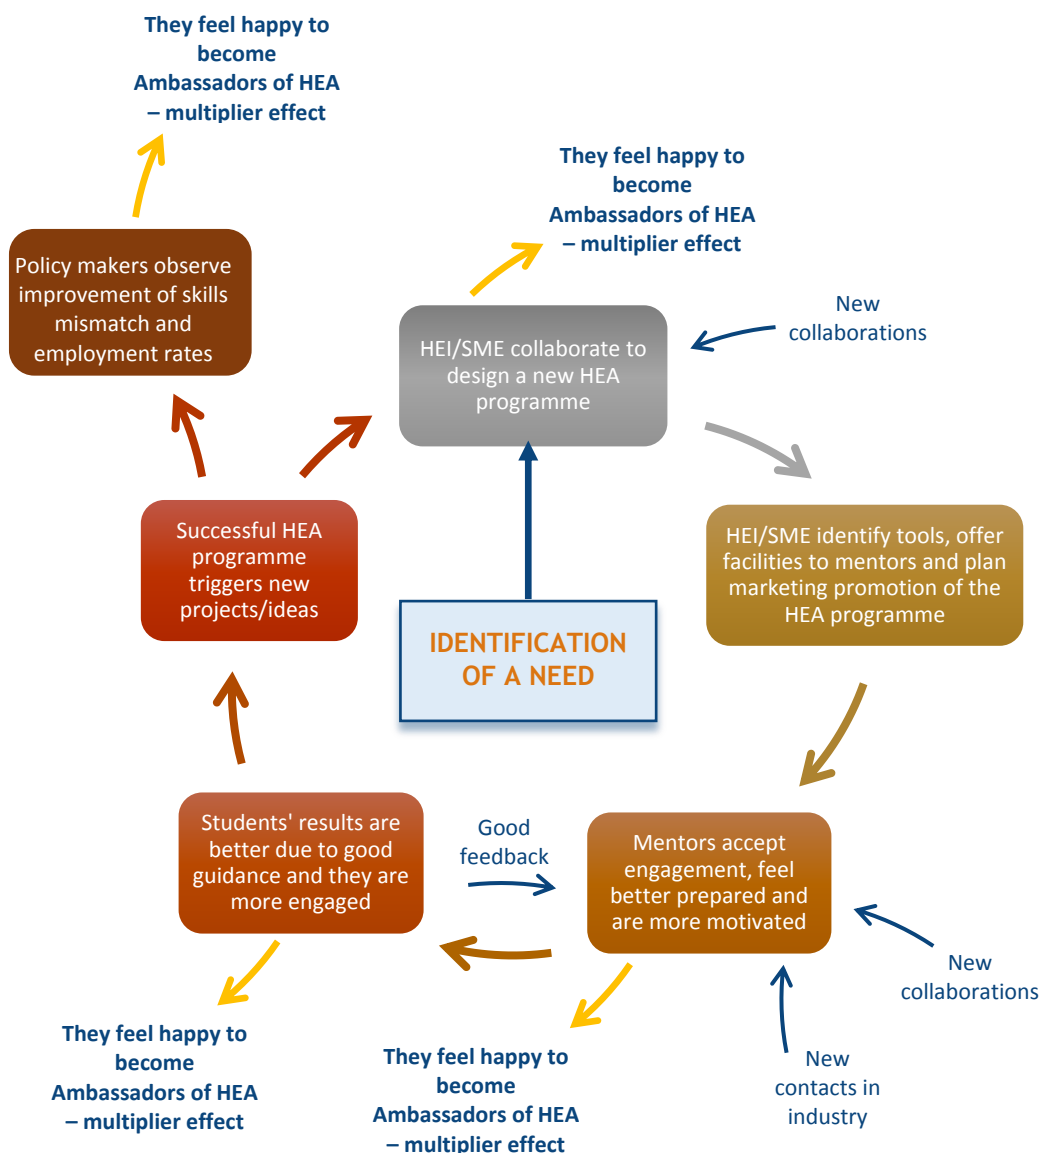 They feel happy to
become
Ambassadors of HEA
– multiplier effect
They feel happy to
become
Ambassadors of HEA
– multiplier effect
Policy makers observe
improvement of skills
mismatch and
employment rates
New
collaborations
HEI/SME collaborate to
design a new HEA
programme
Successful HEA
programme
triggers new
projects/ideas
HEI/SME identify tools, offer
facilities to mentors and plan
marketing promotion of the
HEA programme
IDENTIFICATION
OF A NEED
Students' results are
better due to good
guidance and they are
more engaged
Good
feedback
Mentors accept
engagement, feel
better prepared and
are more motivated
New
collaborations
They feel happy to
become
Ambassadors of HEA
– multiplier effect
They feel happy to
become
Ambassadors of HEA
– multiplier effect
New
contacts in
industry